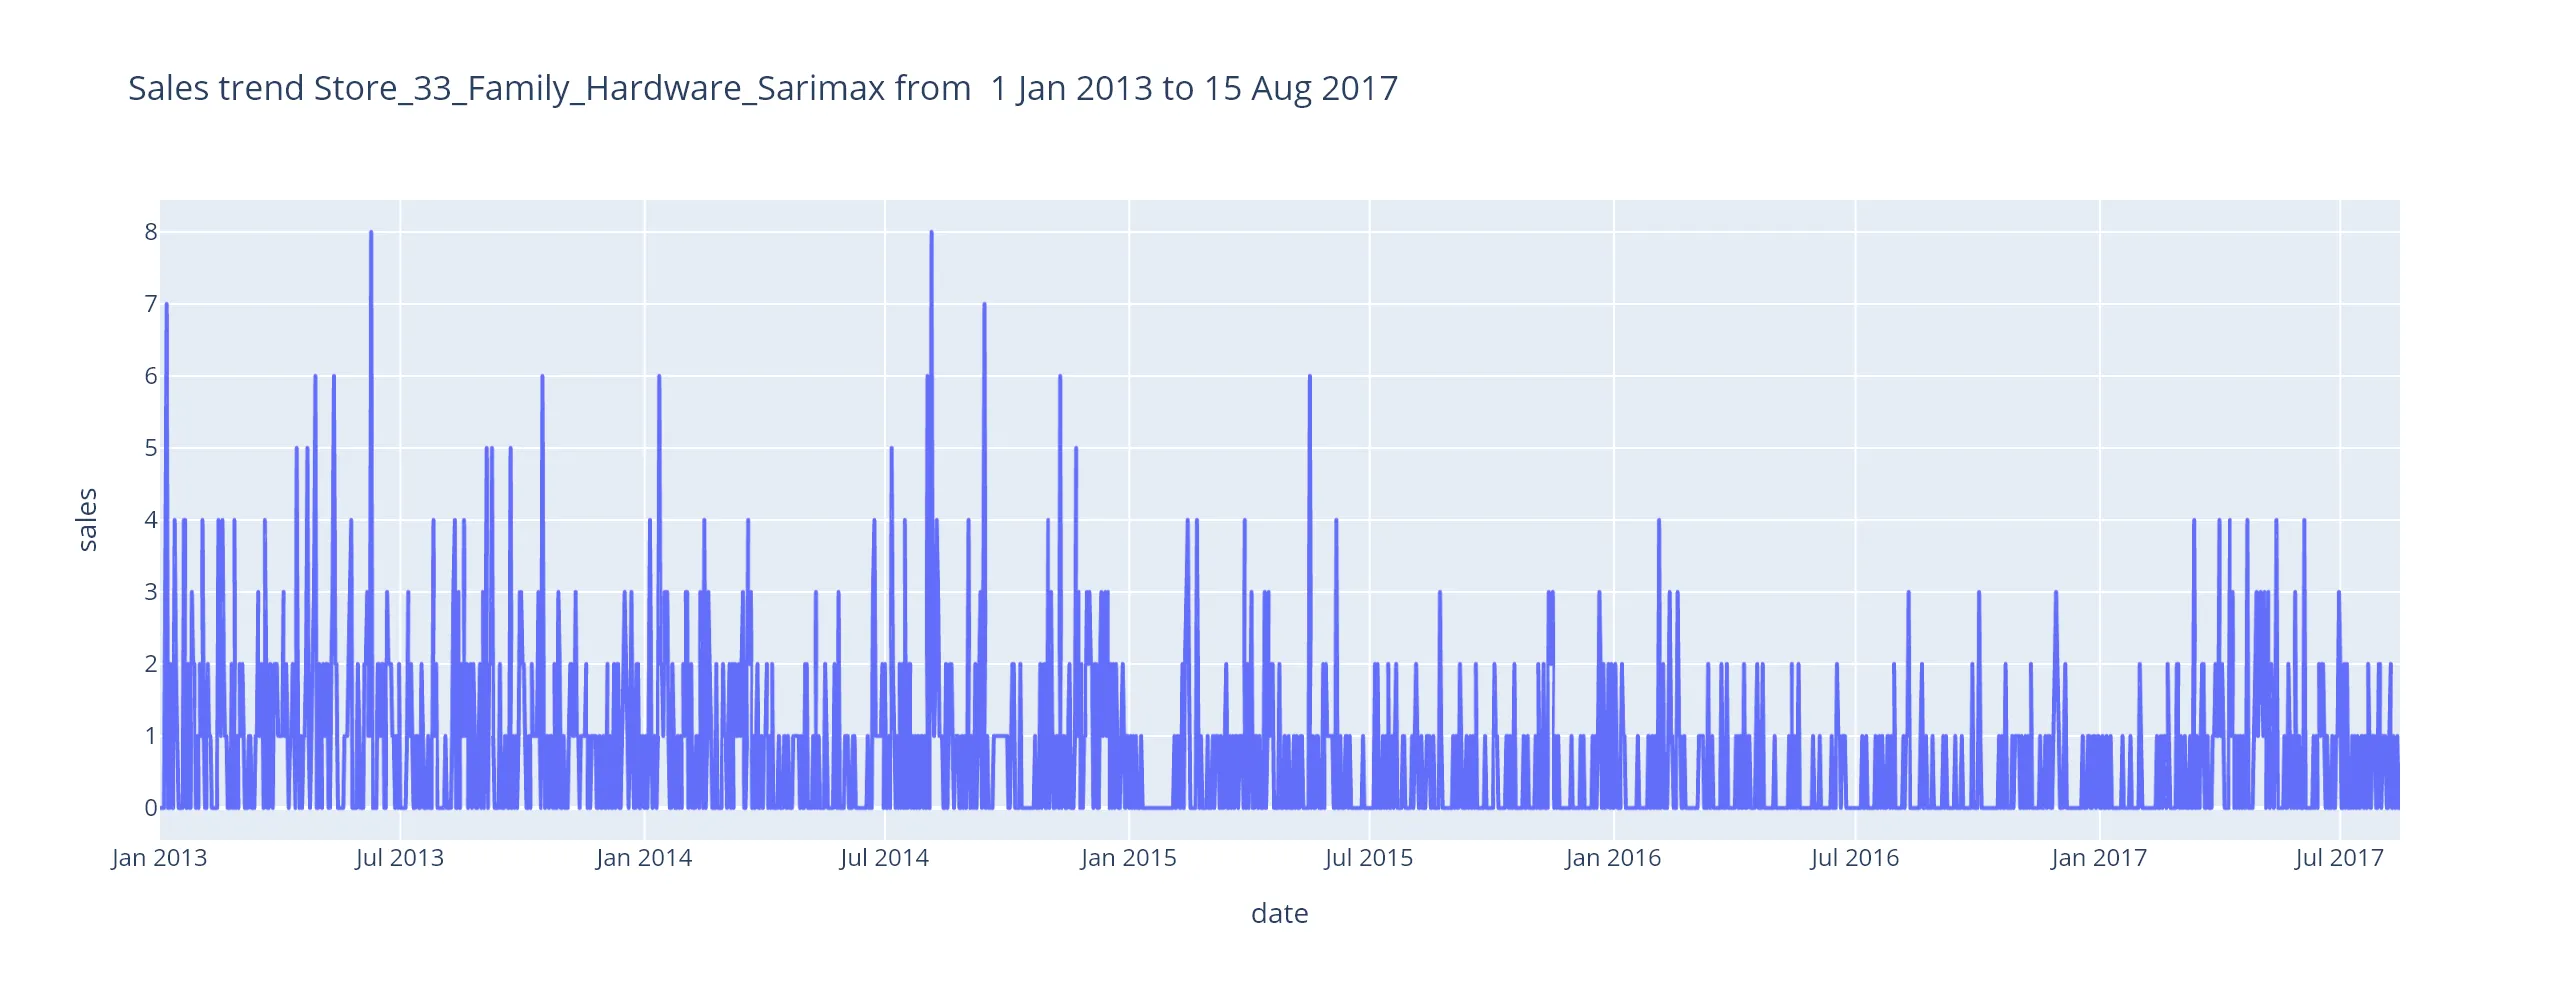 Sales trend Store_33_Family_Hardware_Sarimax from  1 Jan 2013 to 15 Aug 2017
8
7
6
5
4
3
2
1
0
sales
Jan 2013 Jul 2013 Jan 2014 Jul 2014 Jan 2015 Jul 2015 Jan 2016 Jul 2016 Jan 2017 Jul 2017
date